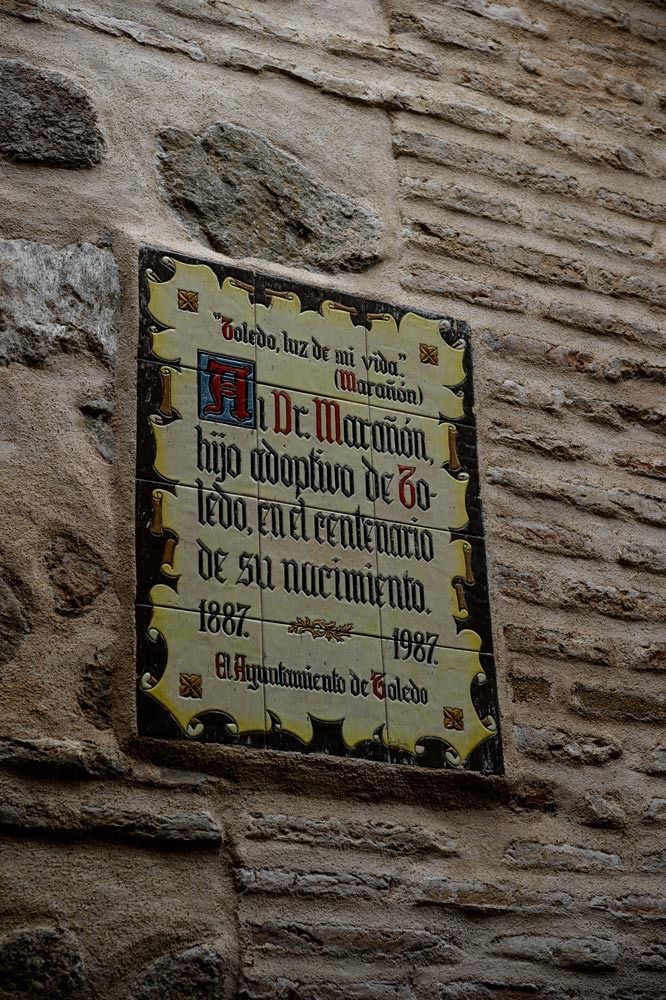 "Toledo, luz de mi vida."
(Marañón)
Al Dr. Marañón,
hijo adoptivo de To-
ledo, en el centenario
de su nacimiento.
1887. 1987.
El Ayuntamiento de Toledo